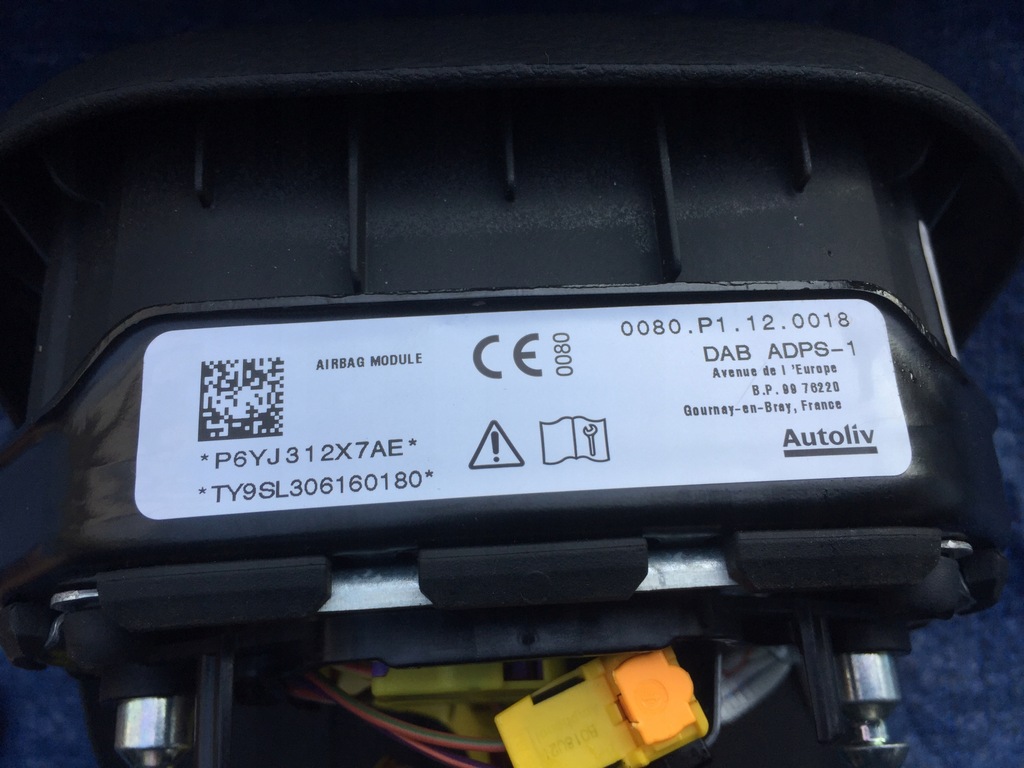 AIRBAG MODULE
CE 0080
0080.P1.12.0018
DAB ADPS-1
Avenue de l'Europe
B.P. 99 76220
Gournay-en-Bray, France
Autoliv
*P6YJ312X7AE*
*TY9SL306160180*